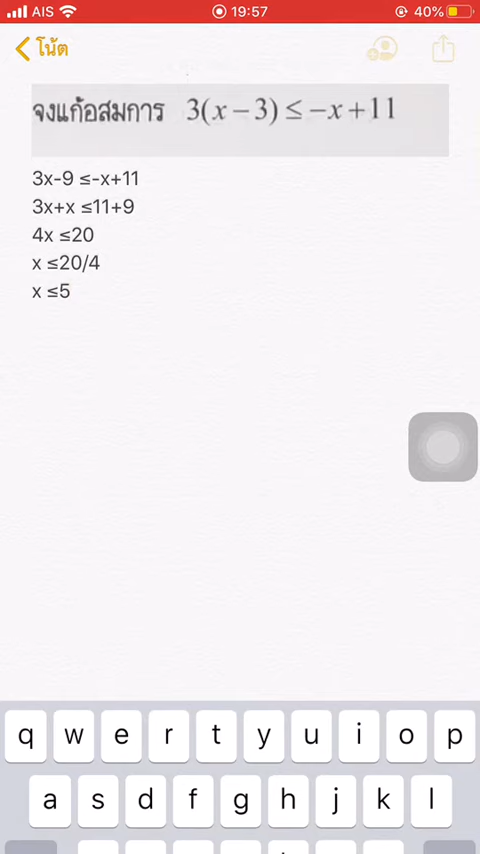 AIS 19:57 40%
โน้ต
จงแก้อสมการ 3(x−3)≤−x+11
3x-9 ≤-x+11
3x+x ≤11+9
4x ≤20
x ≤20/4
x ≤5
q w e r t y u i o p
a s d f g h j k l